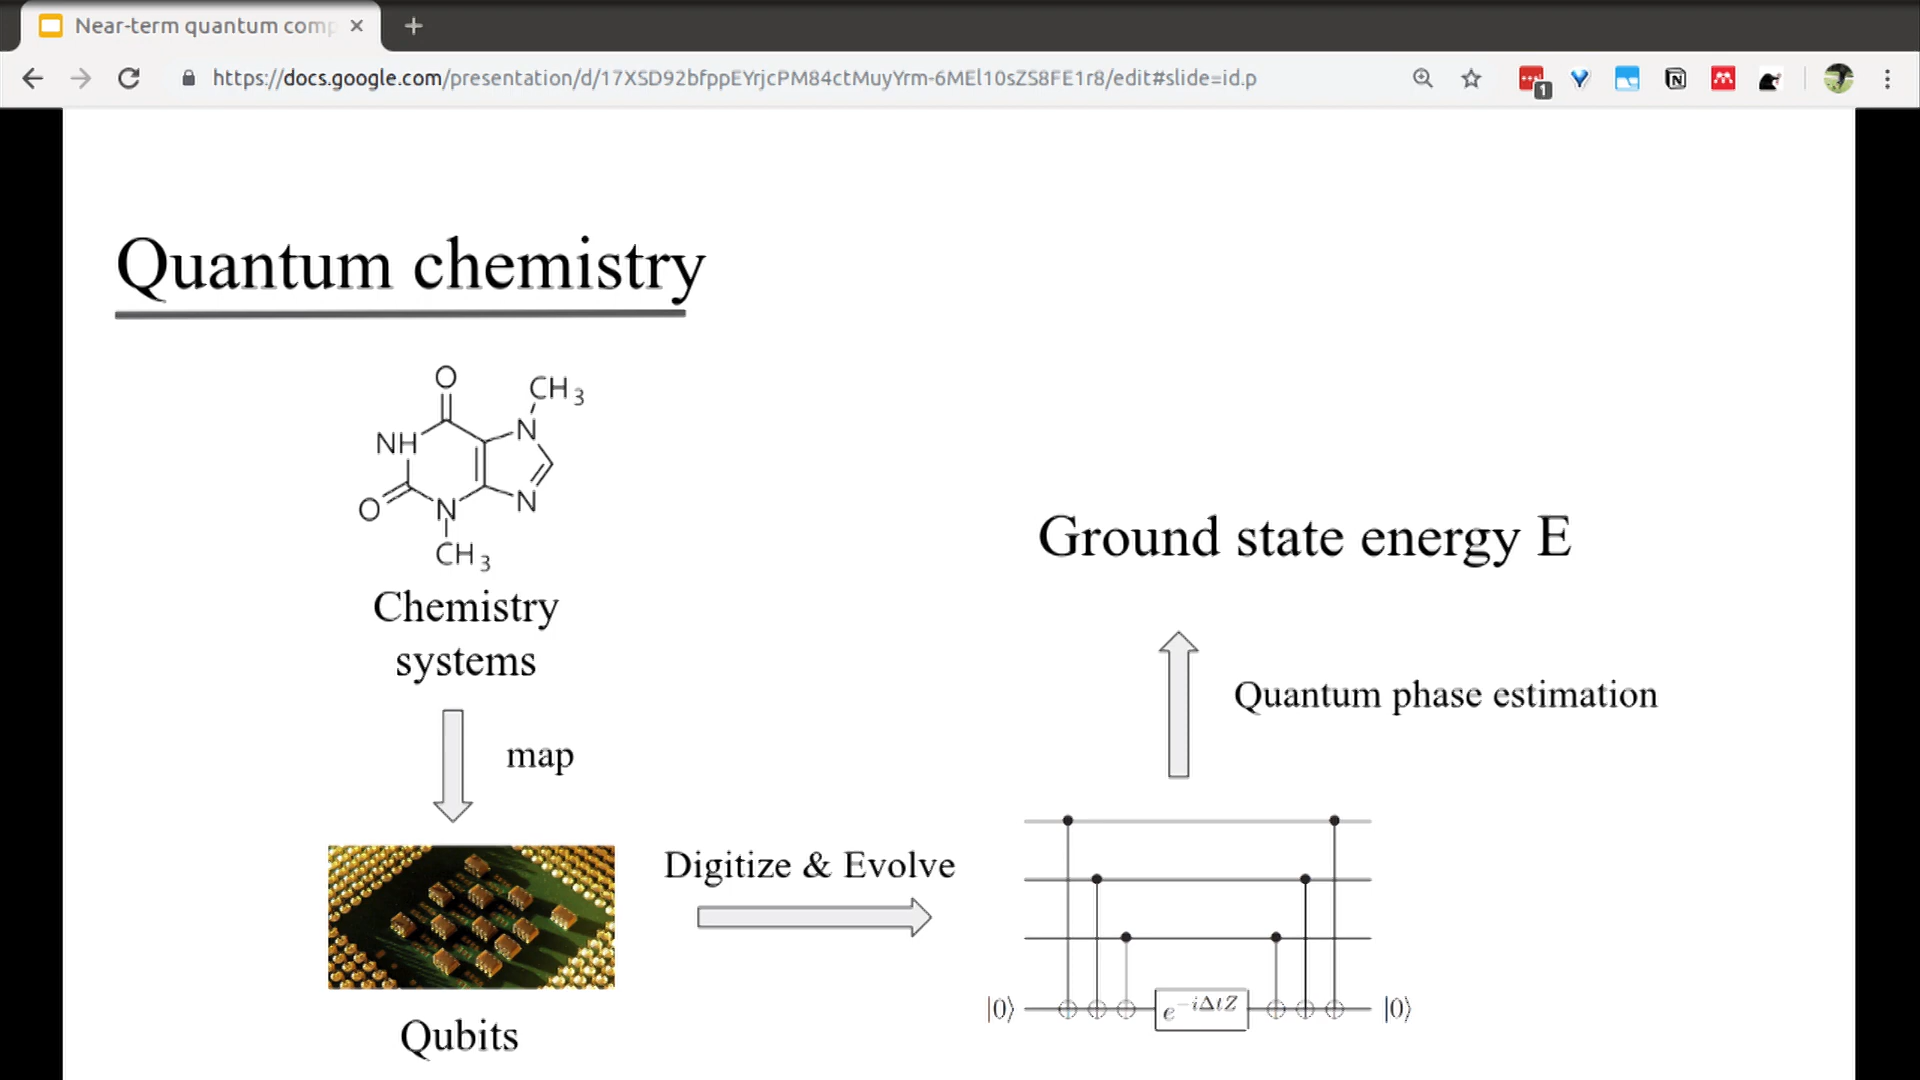 Near-term quantum comp
https://docs.google.com/presentation/d/17XSD92bfppEYrjcPM84ctMuyYrm-6MEl10sZS8FE1r8/edit#slide=id.p
1
Quantum chemistry
O
CH3
NH
N
O
N
N
CH3
Chemistry
systems
map
Qubits
Digitize & Evolve
Ground state energy E
Quantum phase estimation
|0⟩ e^{-iΔtZ} |0⟩